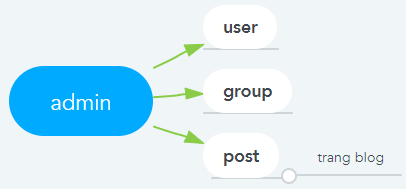 admin
user
group
post
trang blog